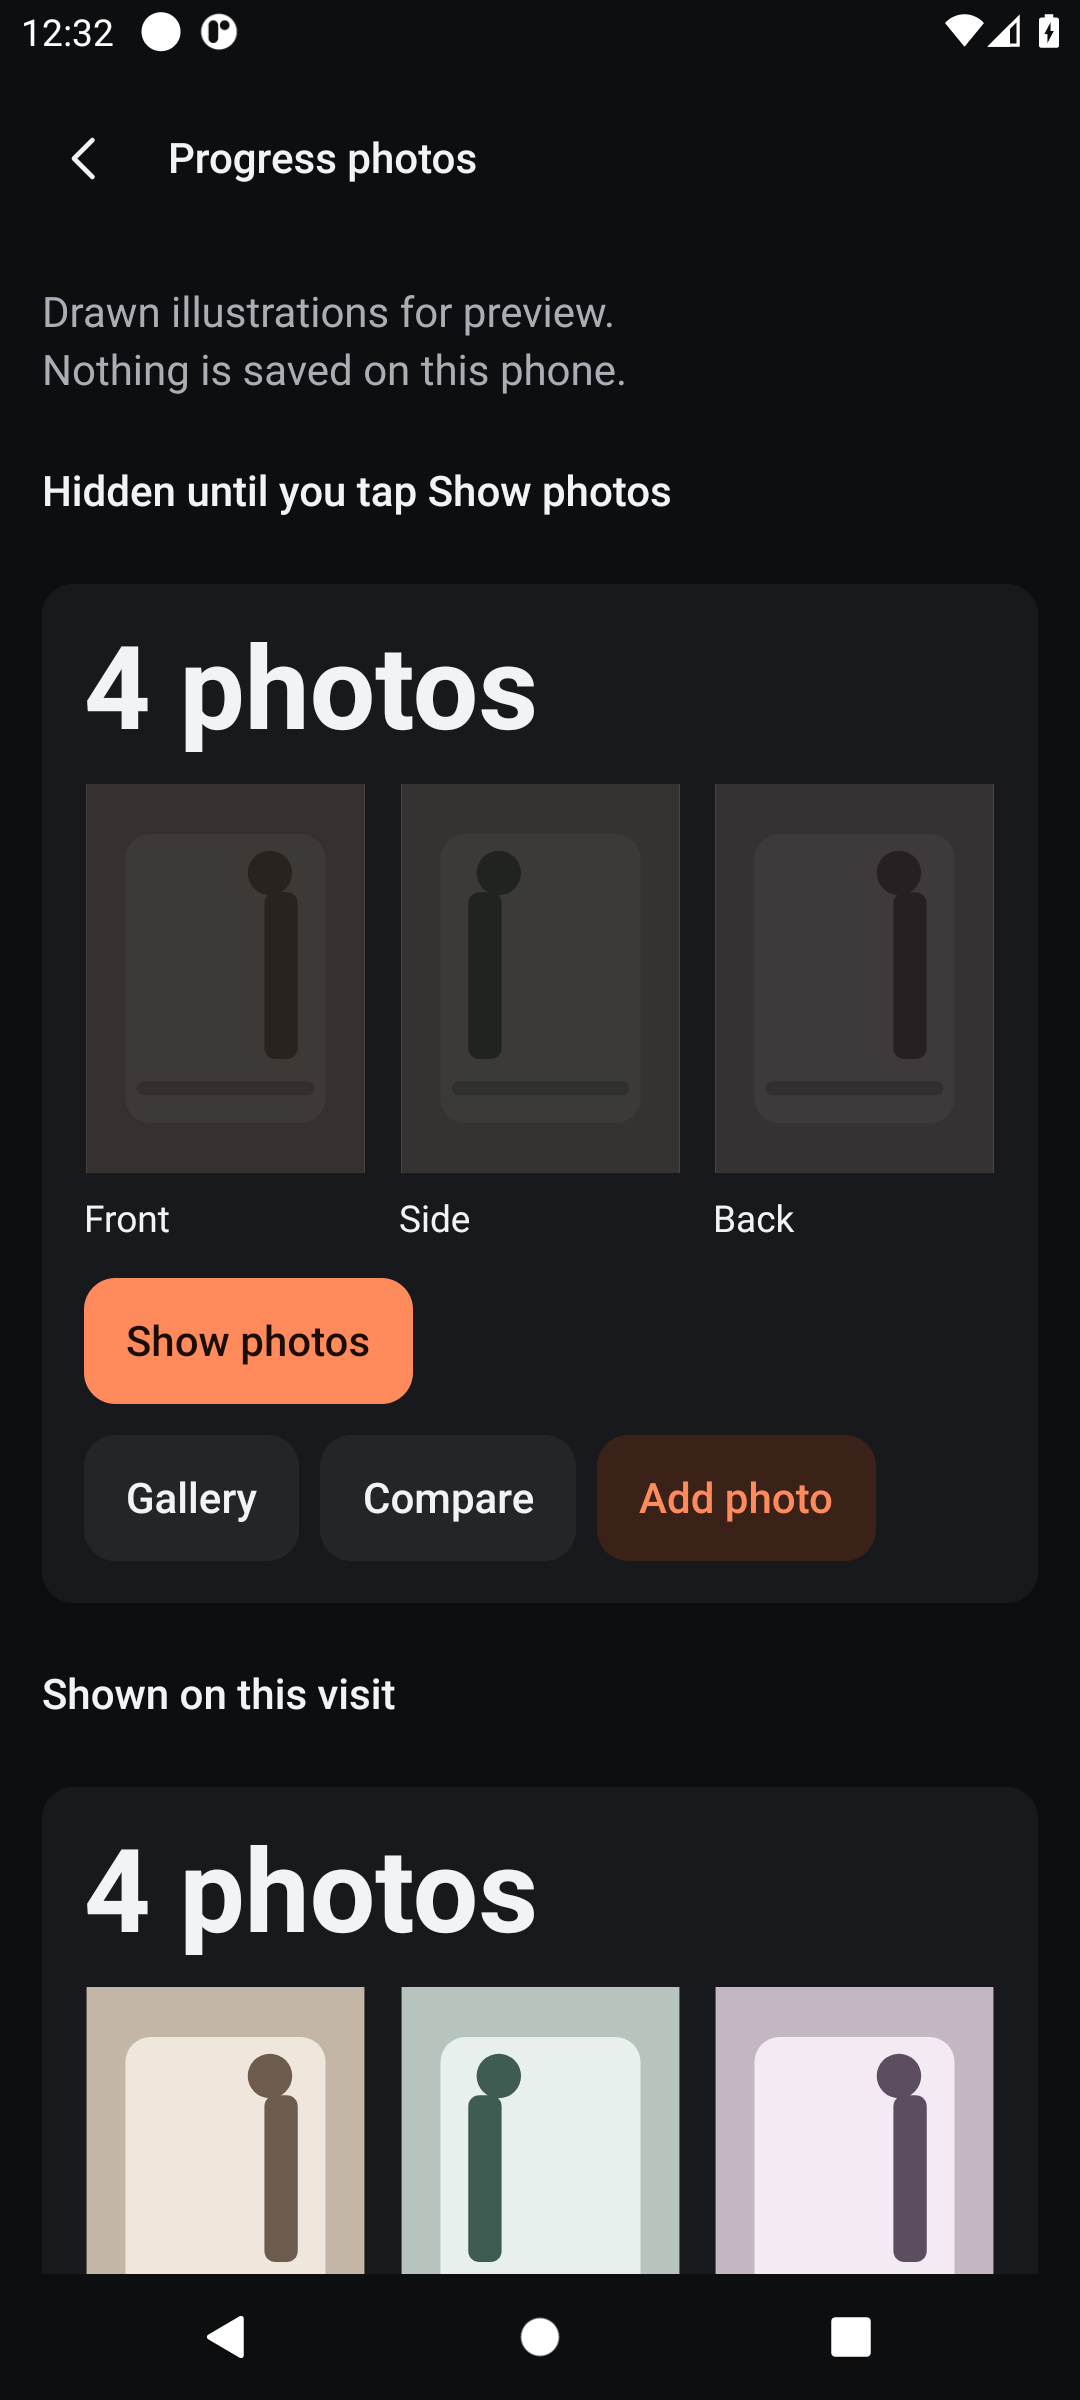 12:32
Progress photos
Drawn illustrations for preview.
Nothing is saved on this phone.
Hidden until you tap Show photos
4 photos
Front Side Back
Show photos
Gallery Compare Add photo
Shown on this visit
4 photos